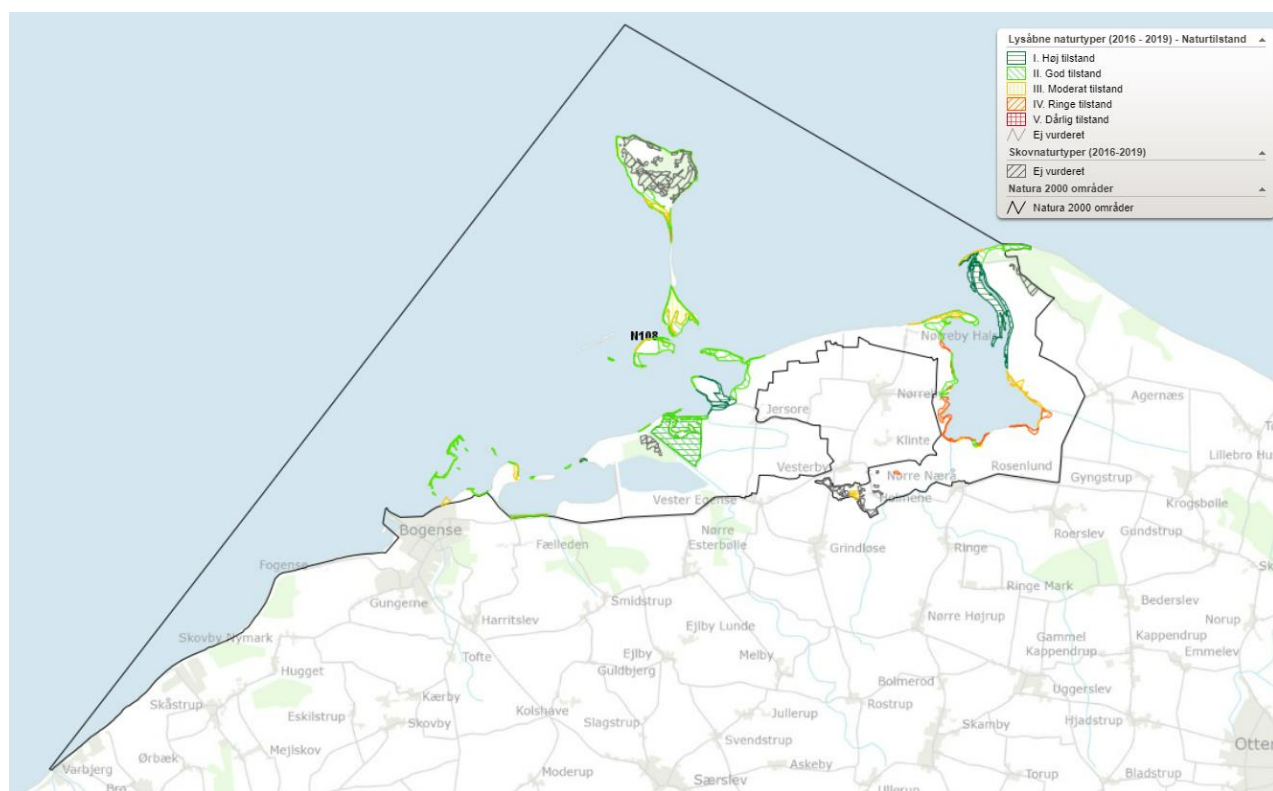 Lysåbne naturtyper (2016 - 2019) - Naturtilstand
I. Høj tilstand
II. God tilstand
III. Moderat tilstand
IV. Ringe tilstand
V. Dårlig tilstand
Ej vurderet
Skovnaturtyper (2016-2019)
Ej vurderet
Natura 2000 områder
Natura 2000 områder
N108
Nørreby Hals
Agernæs
Jersore
Klinte
Lillebro Hu
Vesterby
Nørre Nærå
Rosenlund
Gyngstrup
Holmene
Vester Egense
Krogsbølle
Bogense
Nørre
Esterbølle
Roerslev
Gundstrup
Fælleden
Grindløse
Ringe
Fogense
Ringe Mark
Bederslev
Gungerne
Smidstrup
Harritslev
Nørre Højrup
Norup
Skovby Nymark
Ejlby Lunde
Gammel
Kappendrup
Kappendrup
Emmelev
Hugget
Tofte
Ejlby
Guldbjerg
Melby
Bolmerod
Uggerslev
Skåstrup
Kærby
Kolshave
Rostrup
Eskilstrup
Skovby
Slagstrup
Jullerup
Skamby
Hjadstrup
Svendstrup
Otter
Ørbæk
Mejiskov
Varbjerg
Moderup
Særslev
Askeby
Torup
Bladstrup